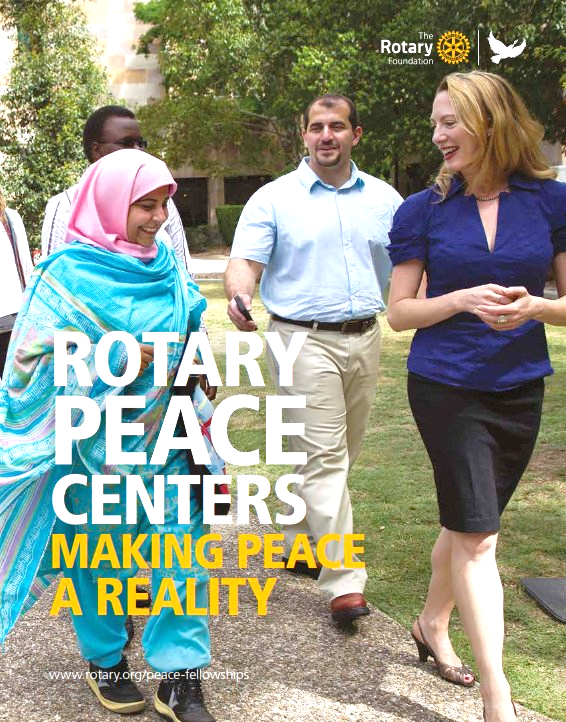 The
Rotary
Foundation
ROTARY
PEACE
CENTERS
MAKING PEACE
A REALITY
www.rotary.org/peace-fellowships